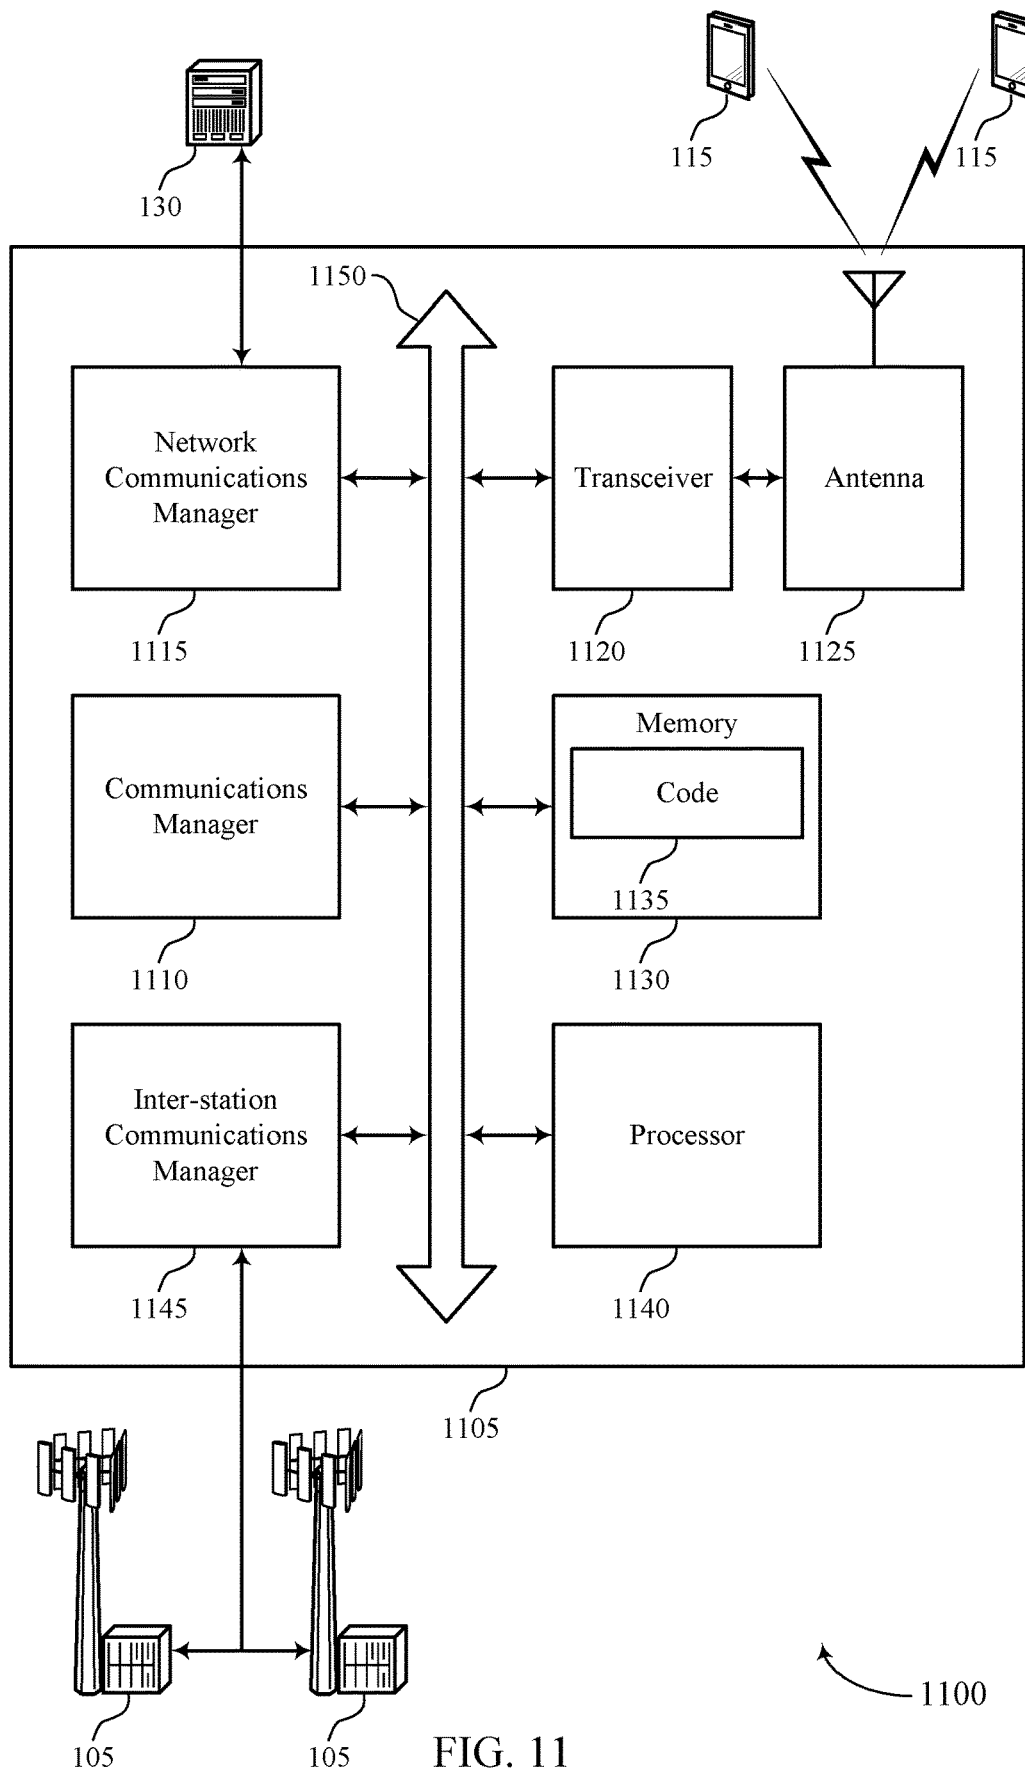 130
115
115
1150
Network
Communications
Manager
Transceiver
Antenna
1115
1120
1125
Communications
Manager
Memory
Code
1135
1110
1130
Inter-station
Communications
Manager
Processor
1145
1140
1105
105
105
1100
FIG. 11